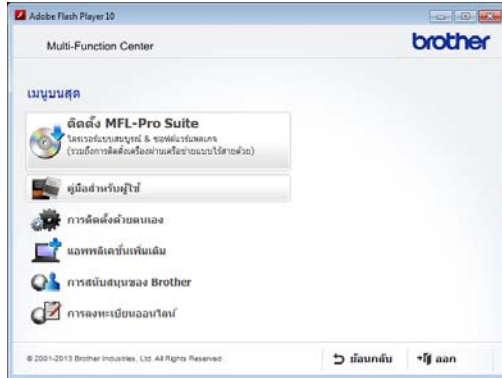 Adobe Flash Player 10
Multi-Function Center
brother
เมนูบนสุด
ติดตั้ง MFL-Pro Suite
ไดรเวอร์แบบสมบูรณ์ & ซอฟต์แวร์แพคเกจ
(รวมถึงการติดตั้งเครื่องผ่านเครือข่ายแบบไร้สายด้วย)
คู่มือสำหรับผู้ใช้
การติดตั้งด้วยตนเอง
แอพพลิเคชั่นเพิ่มเติม
การสนับสนุนของ Brother
การลงทะเบียนออนไลน์
© 2001-2013 Brother Industries, Ltd. All Rights Reserved.
ย้อนกลับ
ออก